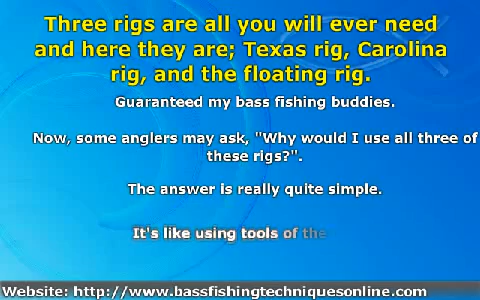 Three rigs are all you will ever need
and here they are; Texas rig, Carolina
rig, and the floating rig.
Guaranteed my bass fishing buddies.
Now, some anglers may ask, "Why would I use all three of
these rigs?".
The answer is really quite simple.
It's like using tools of the
Website: http://www.bassfishingtechniquesonline.com